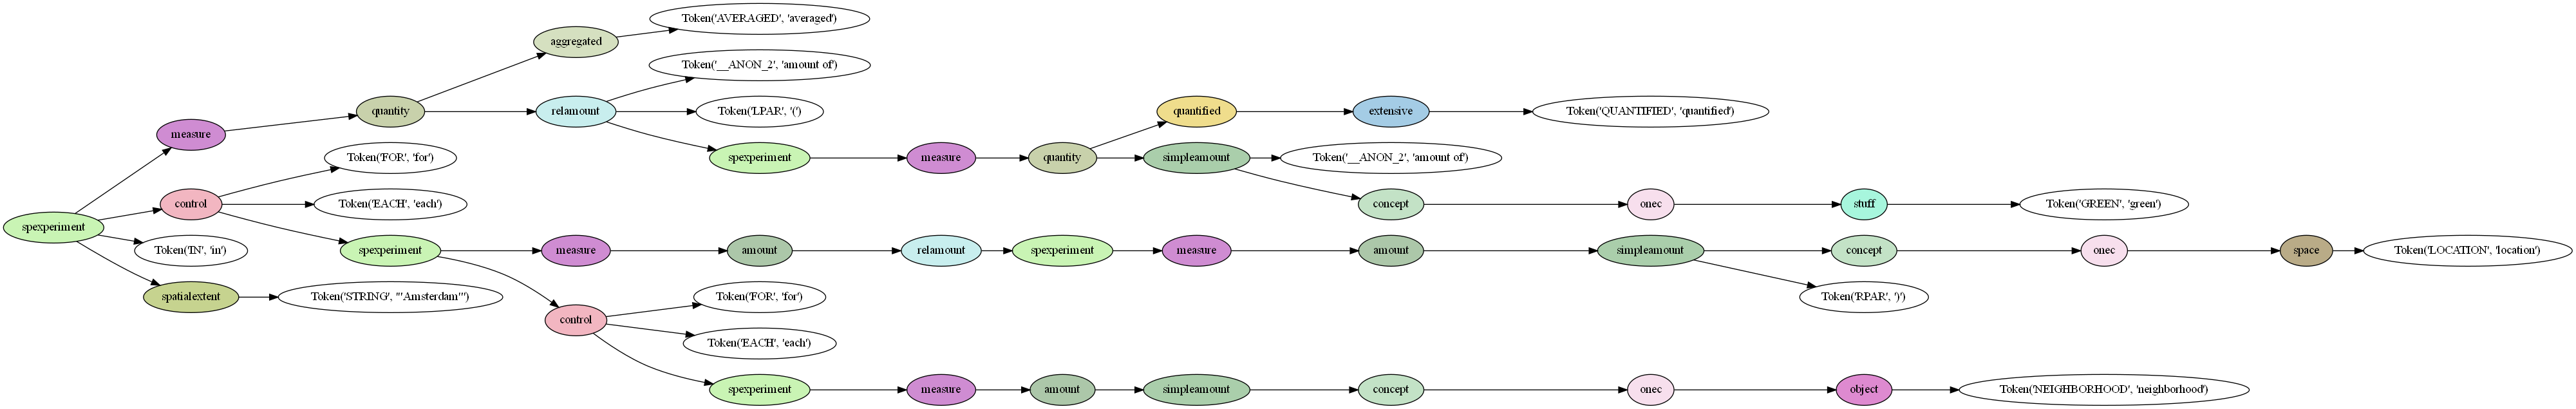 Token('AVERAGED', 'averaged')
aggregated
Token('__ANON_2', 'amount of')
measure
quantity
relamount
Token('LPAR', '(')
quantified
extensive
Token('QUANTIFIED', 'quantified')
Token('FOR', 'for')
spexperiment
measure
quantity
simpleamount
Token('__ANON_2', 'amount of')
control
Token('EACH', 'each')
concept
onec
stuff
Token('GREEN', 'green')
spexperiment
Token('IN', 'in')
spexperiment
measure
amount
relamount
spexperiment
measure
amount
simpleamount
concept
onec
space
Token('LOCATION', 'location')
spatialextent
Token('STRING', "'Amsterdam'")
Token('FOR', 'for')
Token('RPAR', ')')
control
Token('EACH', 'each')
spexperiment
measure
amount
simpleamount
concept
onec
object
Token('NEIGHBORHOOD', 'neighborhood')